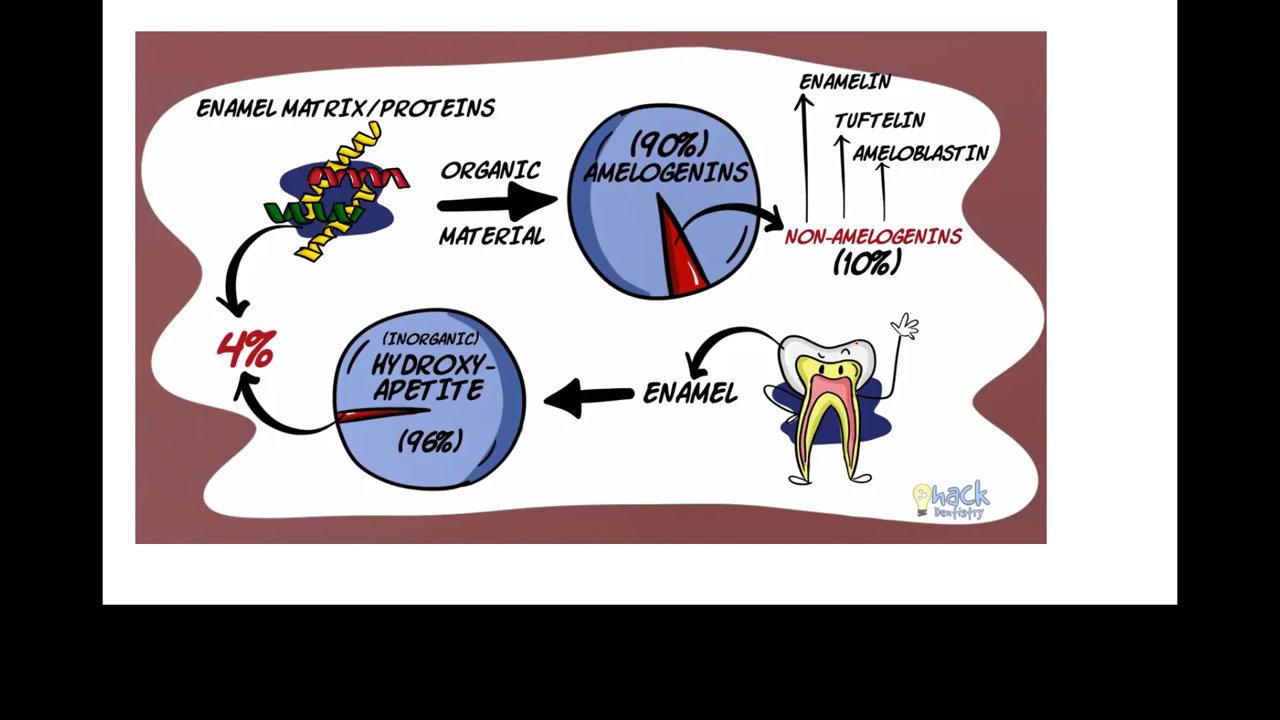 ENAMELIN
ENAMEL MATRIX/PROTEINS
TUFTELIN
AMELOBLASTIN
ORGANIC
MATERIAL
(90%)
AMELOGENINS
NON-AMELOGENINS
(10%)
4%
(INORGANIC)
HYDROXY-
APETITE
(96%)
ENAMEL
hack
Dentistry